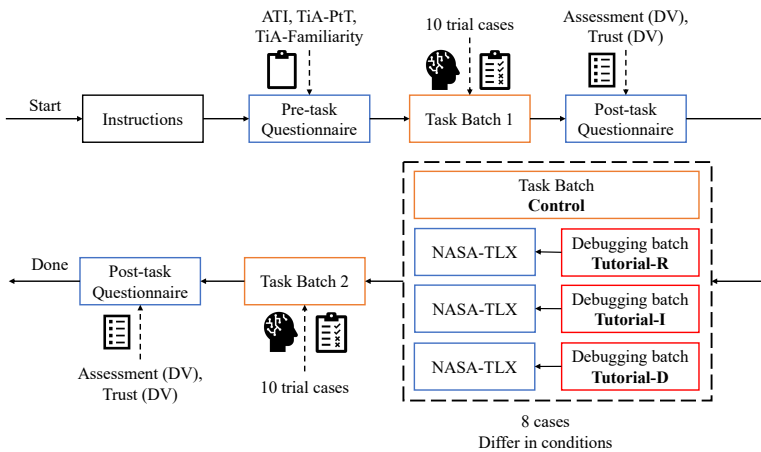 ATI, TiA-PtT,
TiA-Familiarity
10 trial cases
Assessment (DV),
Trust (DV)
Start
Instructions
Pre-task
Questionnaire
Task Batch 1
Post-task
Questionnaire
Task Batch
Control
NASA-TLX
Debugging batch
Tutorial-R
NASA-TLX
Debugging batch
Tutorial-I
NASA-TLX
Debugging batch
Tutorial-D
8 cases
Differ in conditions
Task Batch 2
10 trial cases
Done
Post-task
Questionnaire
Assessment (DV),
Trust (DV)